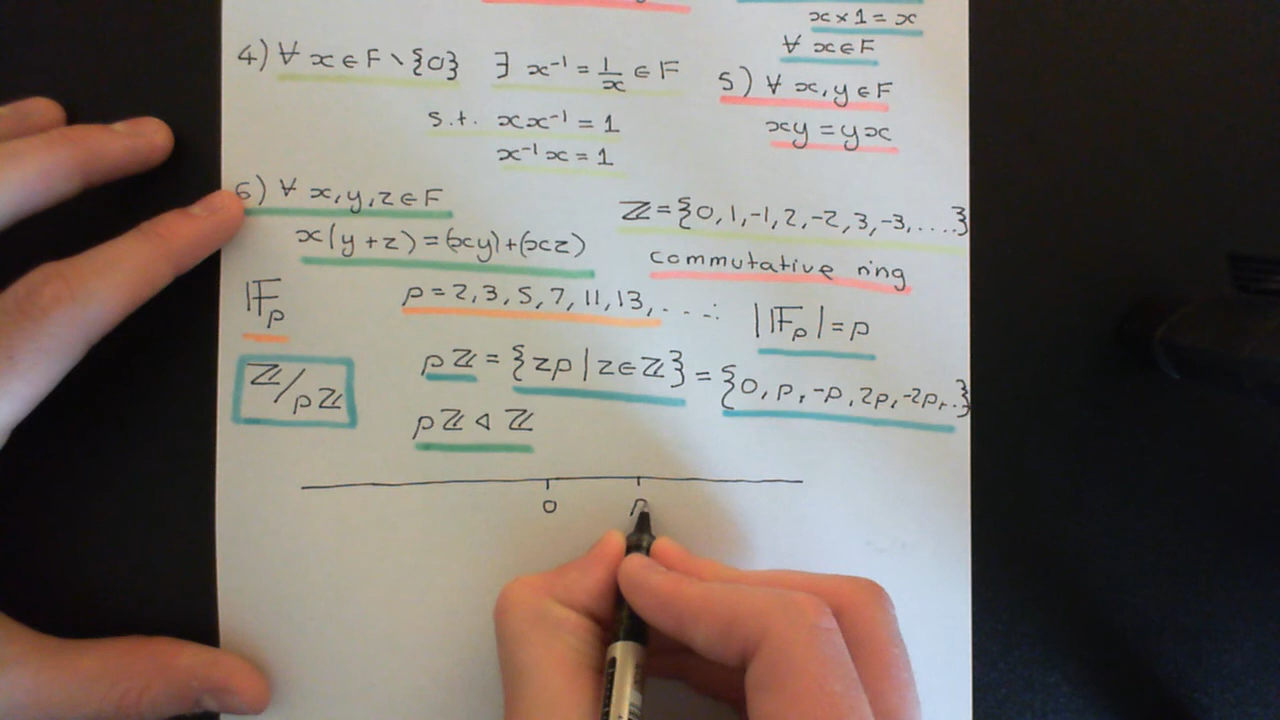 x × 1 = x
∀ x ∈ F
4) ∀ x ∈ F \ {0} ∃ x⁻¹ = 1/x ∈ F
s.t. xx⁻¹ = 1
x⁻¹x = 1
5) ∀ x, y ∈ F
xy = yx
6) ∀ x, y, z ∈ F
x(y + z) = (xy) + (xz)
ℤ = {0, 1, -1, 2, -2, 3, -3, ....}
commutative ring
𝔽ₚ p = 2, 3, 5, 7, 11, 13, .... |𝔽ₚ| = p
ℤ/pℤ pℤ = {zp | z ∈ ℤ} = {0, p, -p, 2p, -2p, ..}
pℤ ◁ ℤ
0